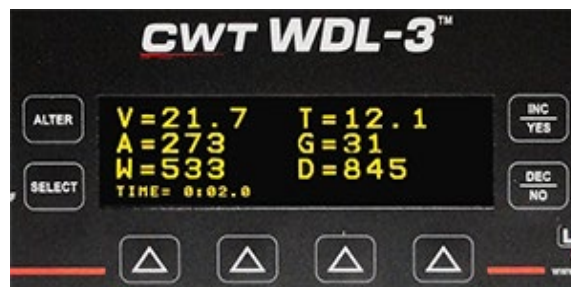 CWT WDL-3™
ALTER
V=21.7 T=12.1
INC
YES
A=273 G=31
W=533 D=845
SELECT
TIME= 0:02.0
DEC
NO
www